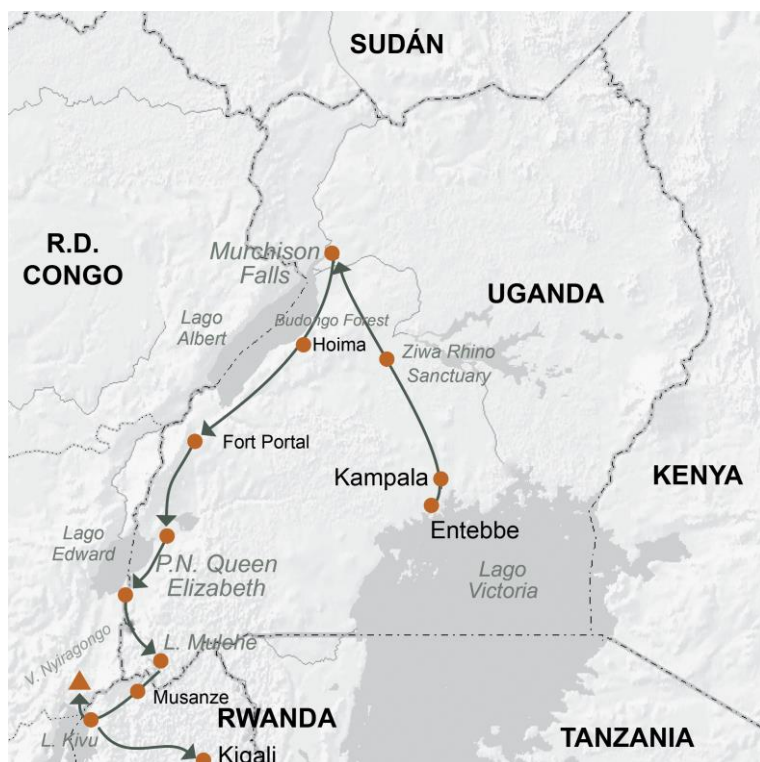 SUDÁN
R.D.
CONGO
Murchison
Falls
UGANDA
Lago
Albert
Budongo Forest
Hoima
Ziwa Rhino
Sanctuary
Fort Portal
Kampala
KENYA
Entebbe
Lago
Edward
P.N. Queen
Elizabeth
Lago
Victoria
L. Mulehe
V. Nyiragongo
Musanze
RWANDA
L. Kivu
TANZANIA
Kigali